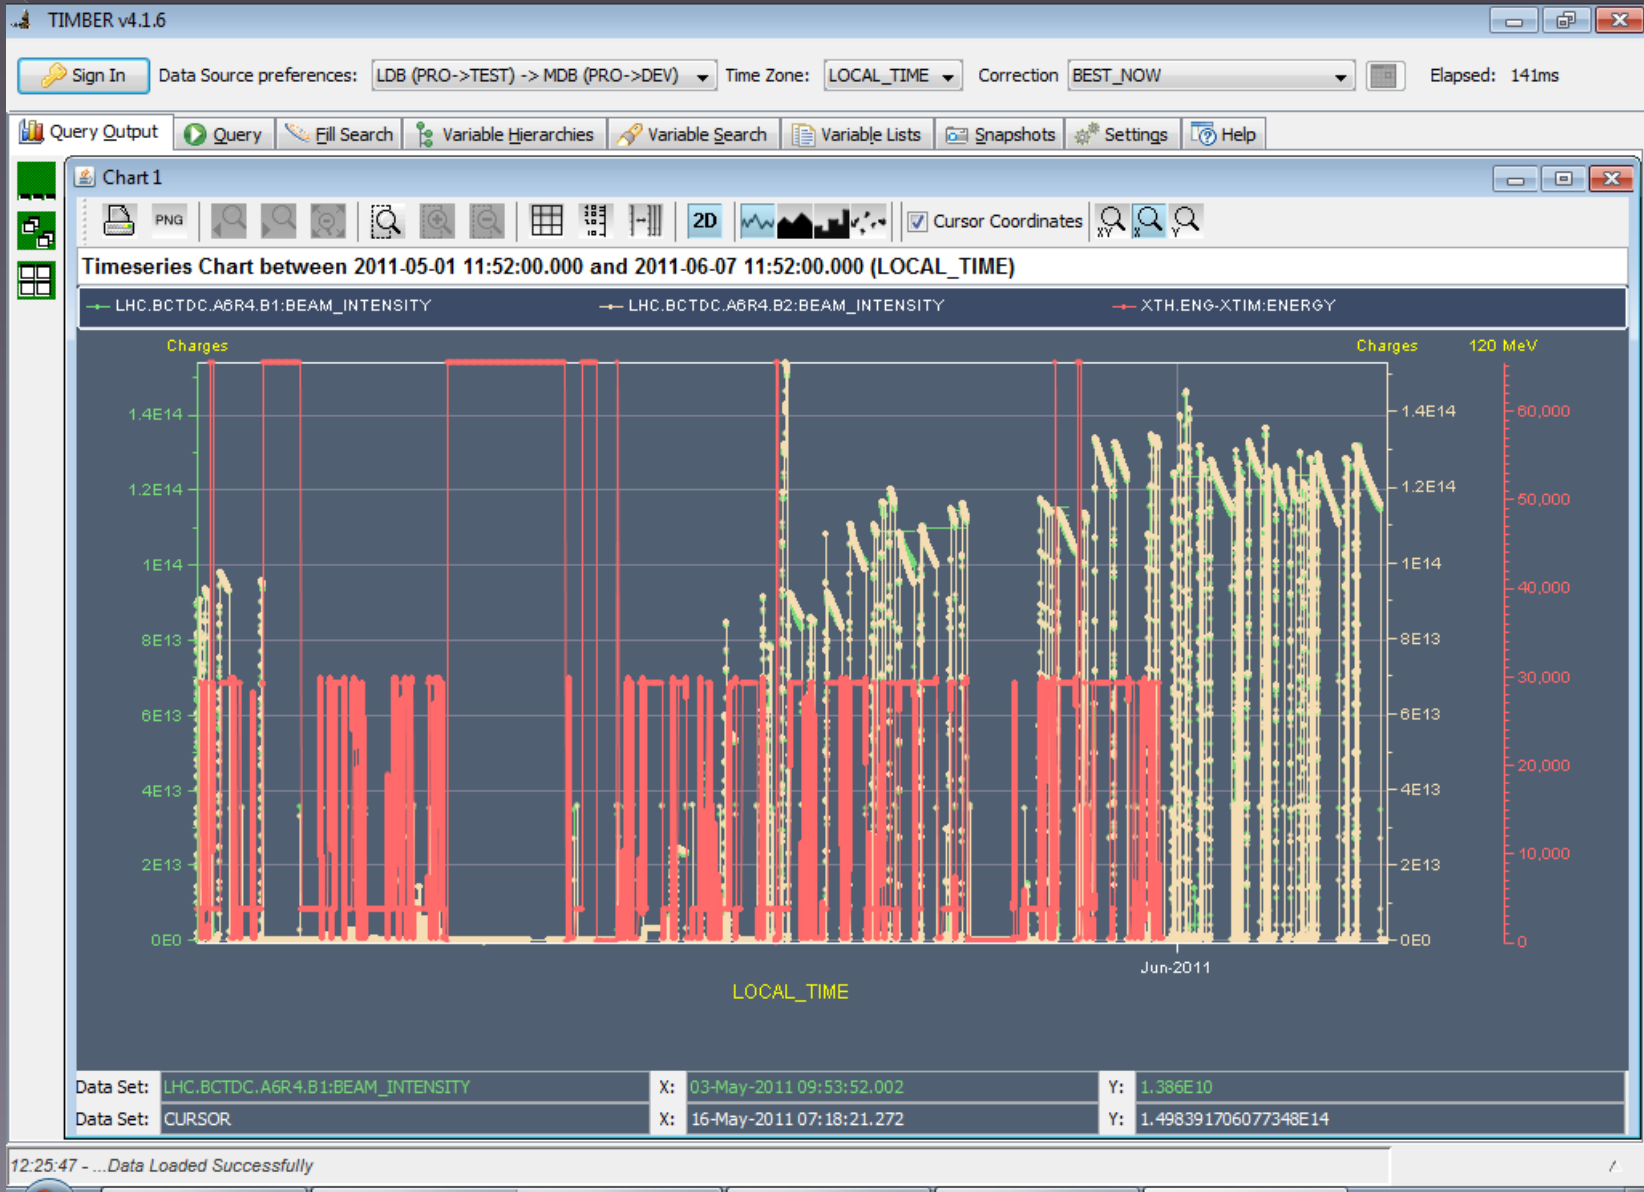 TIMBER v4.1.6
Sign In Data Source preferences: LDB (PRO->TEST) -> MDB (PRO->DEV) Time Zone: LOCAL_TIME Correction BEST_NOW Elapsed: 141ms
Query Output Query Fill Search Variable Hierarchies Variable Search Variable Lists Snapshots Settings Help
Chart 1
PNG 2D Cursor Coordinates XY X Y
Timeseries Chart between 2011-05-01 11:52:00.000 and 2011-06-07 11:52:00.000 (LOCAL_TIME)
LHC.BCTDC.A6R4.B1:BEAM_INTENSITY LHC.BCTDC.A6R4.B2:BEAM_INTENSITY XTH.ENG-XTIM:ENERGY
Charges Charges 120 MeV
1.4E14 1.4E14 60,000
1.2E14 1.2E14 50,000
1E14 1E14 40,000
8E13 8E13
30,000
6E13 6E13
20,000
4E13 4E13
2E13 2E13 10,000
0E0 0E0 0
Jun-2011
LOCAL_TIME
Data Set: LHC.BCTDC.A6R4.B1:BEAM_INTENSITY X: 03-May-2011 09:53:52.002 Y: 1.386E10
Data Set: CURSOR X: 16-May-2011 07:18:21.272 Y: 1.498391706077348E14
12:25:47 - ...Data Loaded Successfully